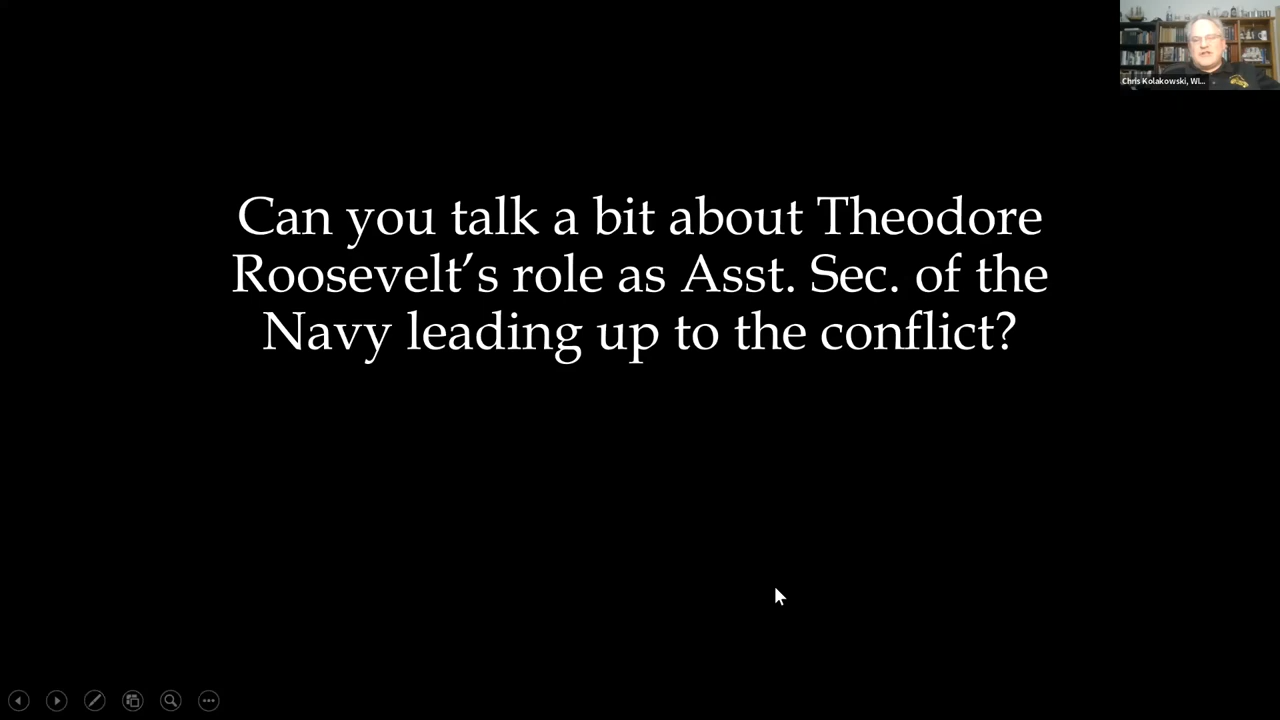 Chris Kolakowski, WI...
Can you talk a bit about Theodore
Roosevelt’s role as Asst. Sec. of the
Navy leading up to the conflict?